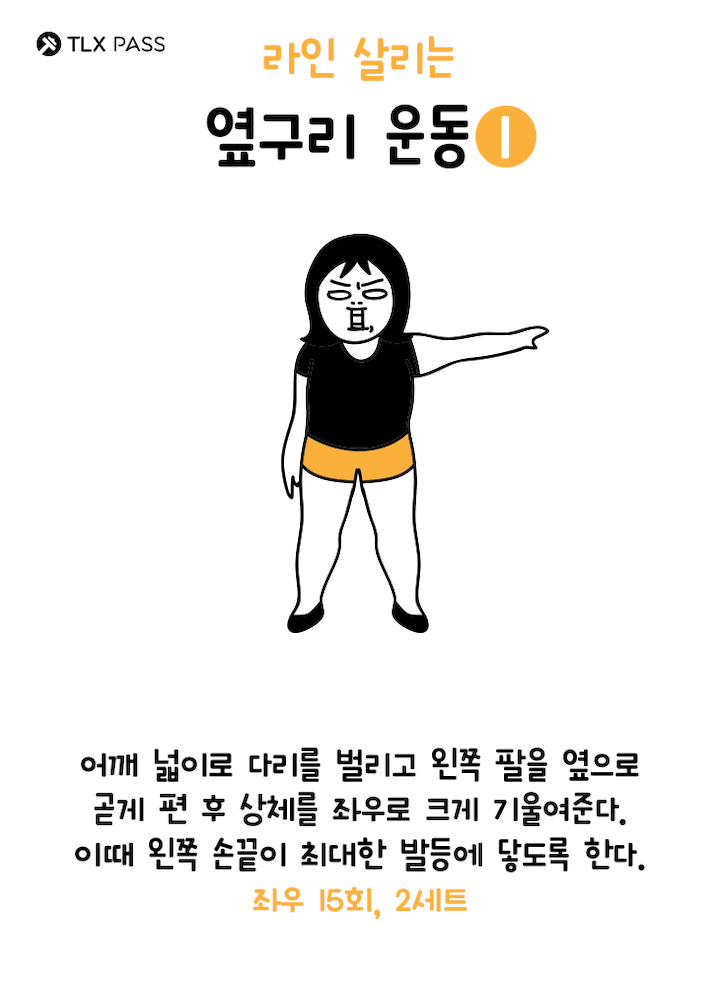 TLX PASS
라인 살리는
옆구리 운동 1
어깨 넓이로 다리를 벌리고 왼쪽 팔을 옆으로
곧게 편 후 상체를 좌우로 크게 기울여준다.
이때 왼쪽 손끝이 최대한 발등에 닿도록 한다.
좌우 15회, 2세트